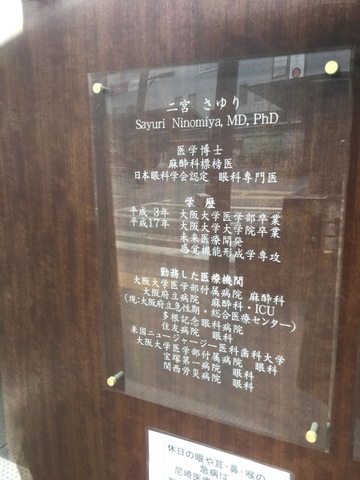 二宮 さゆり
Sayuri Ninomiya, MD, PhD
医学博士
麻酔科標榜医
日本眼科学会認定 眼科専門医
学 歴
平成 3年 大阪大学医学部卒業
平成17年 大阪大学大学院卒業
未来医療開発
感覚機能形成学専攻
勤務した医療機関
大阪大学医学部付属病院 麻酔科
大阪府立病院 麻酔科・ICU
(現:大阪府立急性期・総合医療センター)
多根記念眼科病院
住友病院 眼科
米国ニュージャージー医科歯科大学
大阪大学医学部付属病院 眼科
宝塚第一病院 眼科
関西労災病院 眼科
休日の眼や耳・鼻・喉の
急病は
尼崎医療